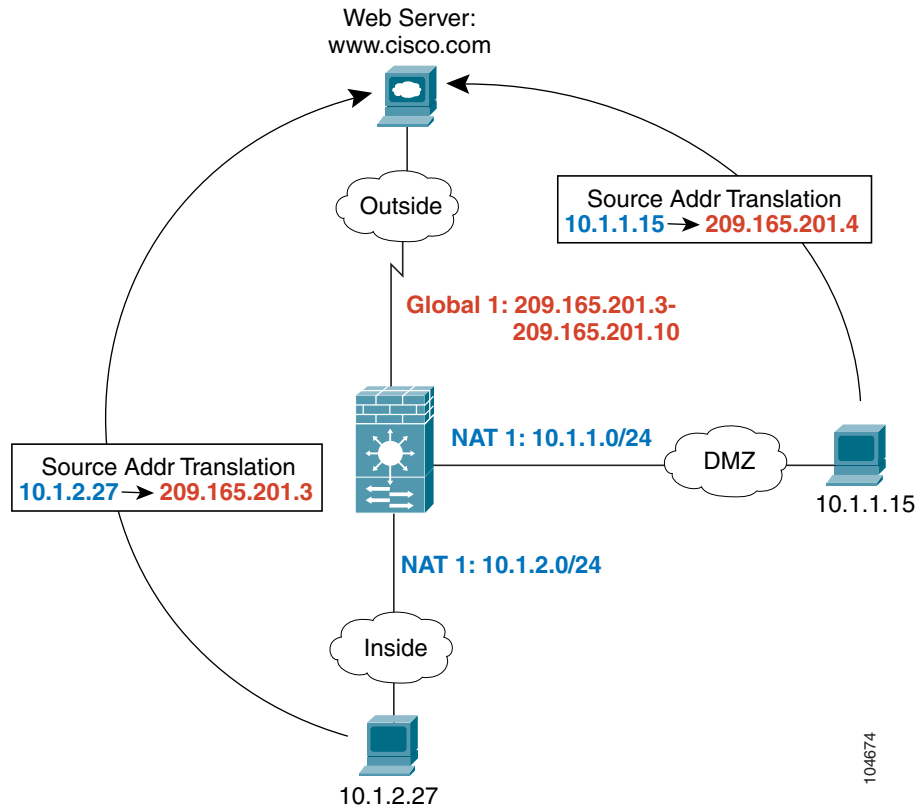 Web Server:
www.cisco.com
Outside
Source Addr Translation
10.1.1.15 209.165.201.4
Global 1: 209.165.201.3-
209.165.201.10
NAT 1: 10.1.1.0/24
DMZ
10.1.1.15
Source Addr Translation
10.1.2.27 209.165.201.3
NAT 1: 10.1.2.0/24
Inside
10.1.2.27
104674